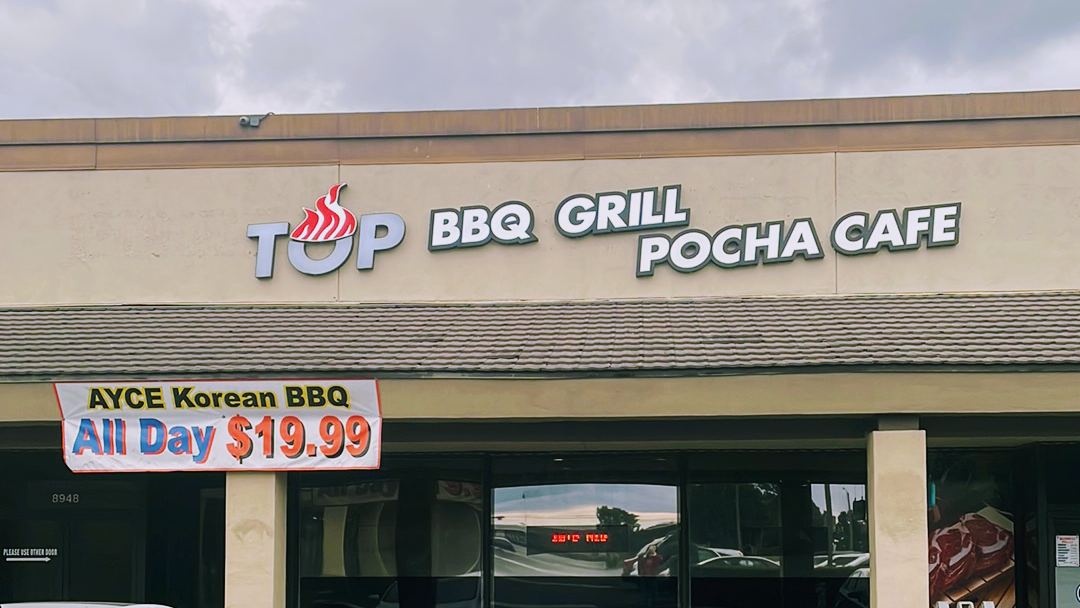 TOP BBQ GRILL
POCHA CAFE
AYCE Korean BBQ
All Day $19.99
8948
PLEASE USE OTHER DOOR